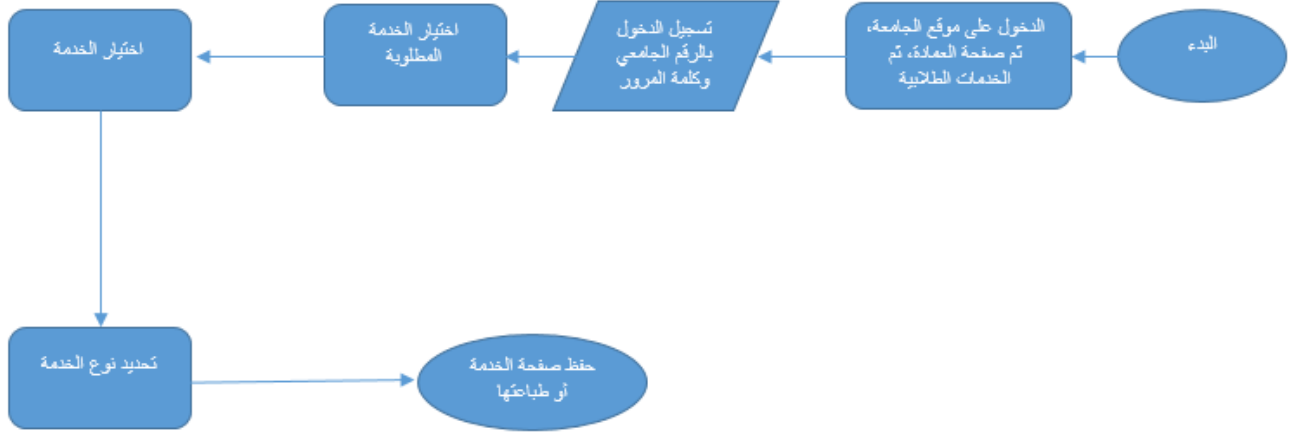 البدء
الدخول على موقع الجامعة،
ثم صفحة العمادة، ثم
الخدمات الطلابية
تسجيل الدخول
بالرقم الجامعي
وكلمة المرور
اختيار الخدمة
المطلوبة
اختيار الخدمة
تحديد نوع الخدمة
حفظ صفحة الخدمة
أو طباعتها